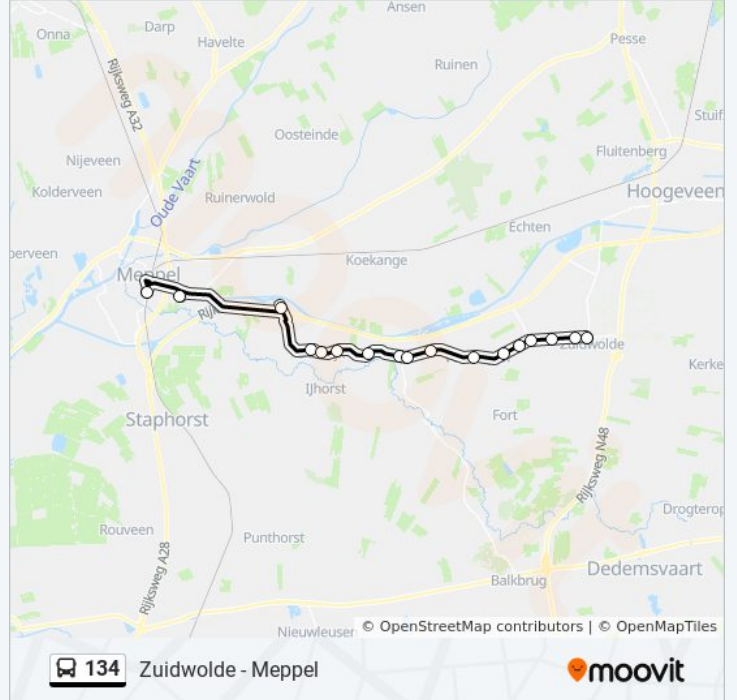 Ansen
Onna
Darp
Havelte
Pesse
Rijksweg A32
Ruinen
Stuif
Oosteinde
Fluitenberg
Nijeveen
Oude Vaart
Kolderveen
Ruinerwold
Hoogeveen
Echten
perveen
Koekange
Meppel
Rijk
Zuidwolde
Kerke
IJhorst
Fort
Staphorst
Rijksweg N48
Drogterop
Rouveen
Punthorst
Rijksweg A28
Balkbrug
Dedemsvaart
Nieuwleusen
© OpenStreetMap contributors | © OpenMapTiles
134 Zuidwolde - Meppel
moovit